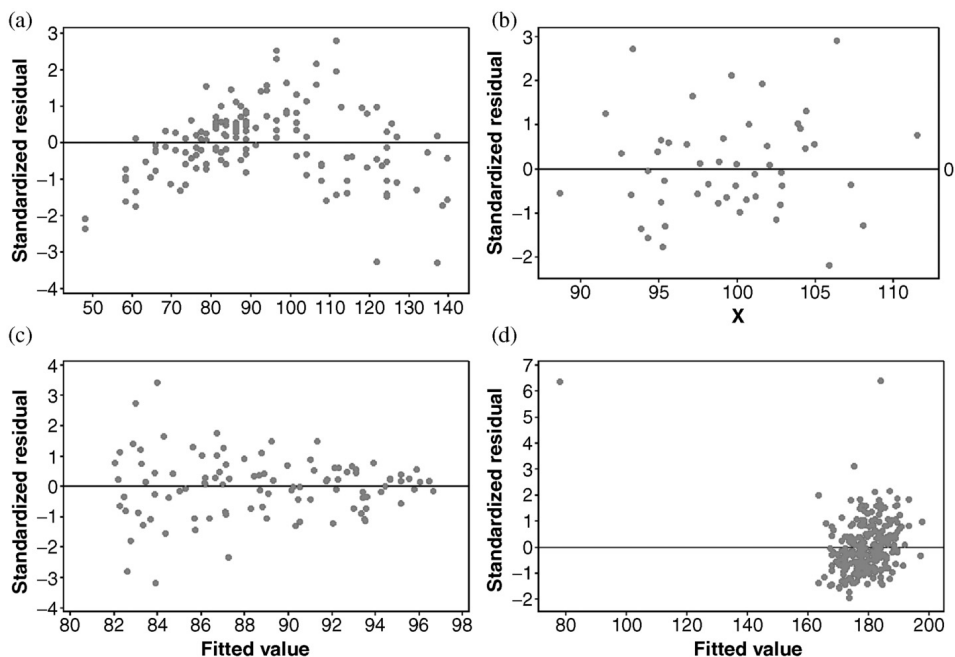 (a)
Standardized residual
3
2
1
0
−1
−2
−3
−4
50 60 70 80 90 100 110 120 130 140
(b)
Standardized residual
3
2
1
0
−1
−2
0
90 95 100 105 110
X
(c)
Standardized residual
4
3
2
1
0
−1
−2
−3
−4
80 82 84 86 88 90 92 94 96 98
Fitted value
(d)
Standardized residual
7
6
5
4
3
2
1
0
−1
−2
80 100 120 140 160 180 200
Fitted value